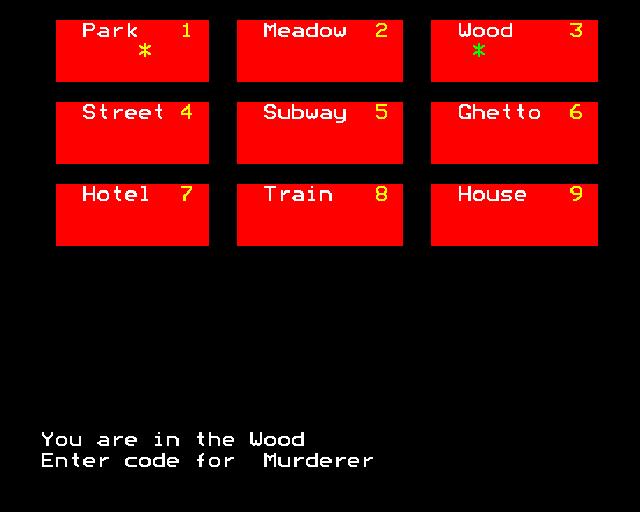 Park 1 Meadow 2 Wood 3
* *
Street 4 Subway 5 Ghetto 6
Hotel 7 Train 8 House 9
You are in the Wood
Enter code for Murderer